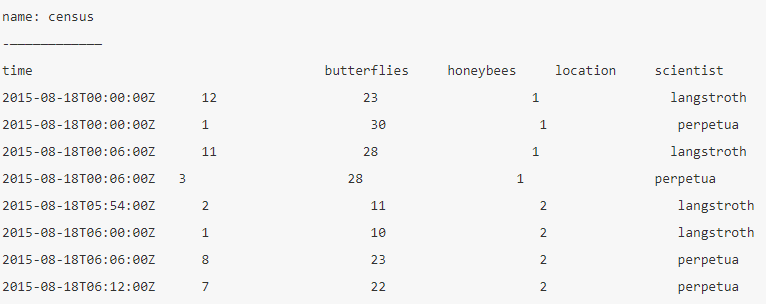 name: census
-————————————
time butterflies honeybees location scientist
2015-08-18T00:00:00Z 12 23 1 langstroth
2015-08-18T00:00:00Z 1 30 1 perpetua
2015-08-18T00:06:00Z 11 28 1 langstroth
2015-08-18T00:06:00Z 3 28 1 perpetua
2015-08-18T05:54:00Z 2 11 2 langstroth
2015-08-18T06:00:00Z 1 10 2 langstroth
2015-08-18T06:06:00Z 8 23 2 perpetua
2015-08-18T06:12:00Z 7 22 2 perpetua